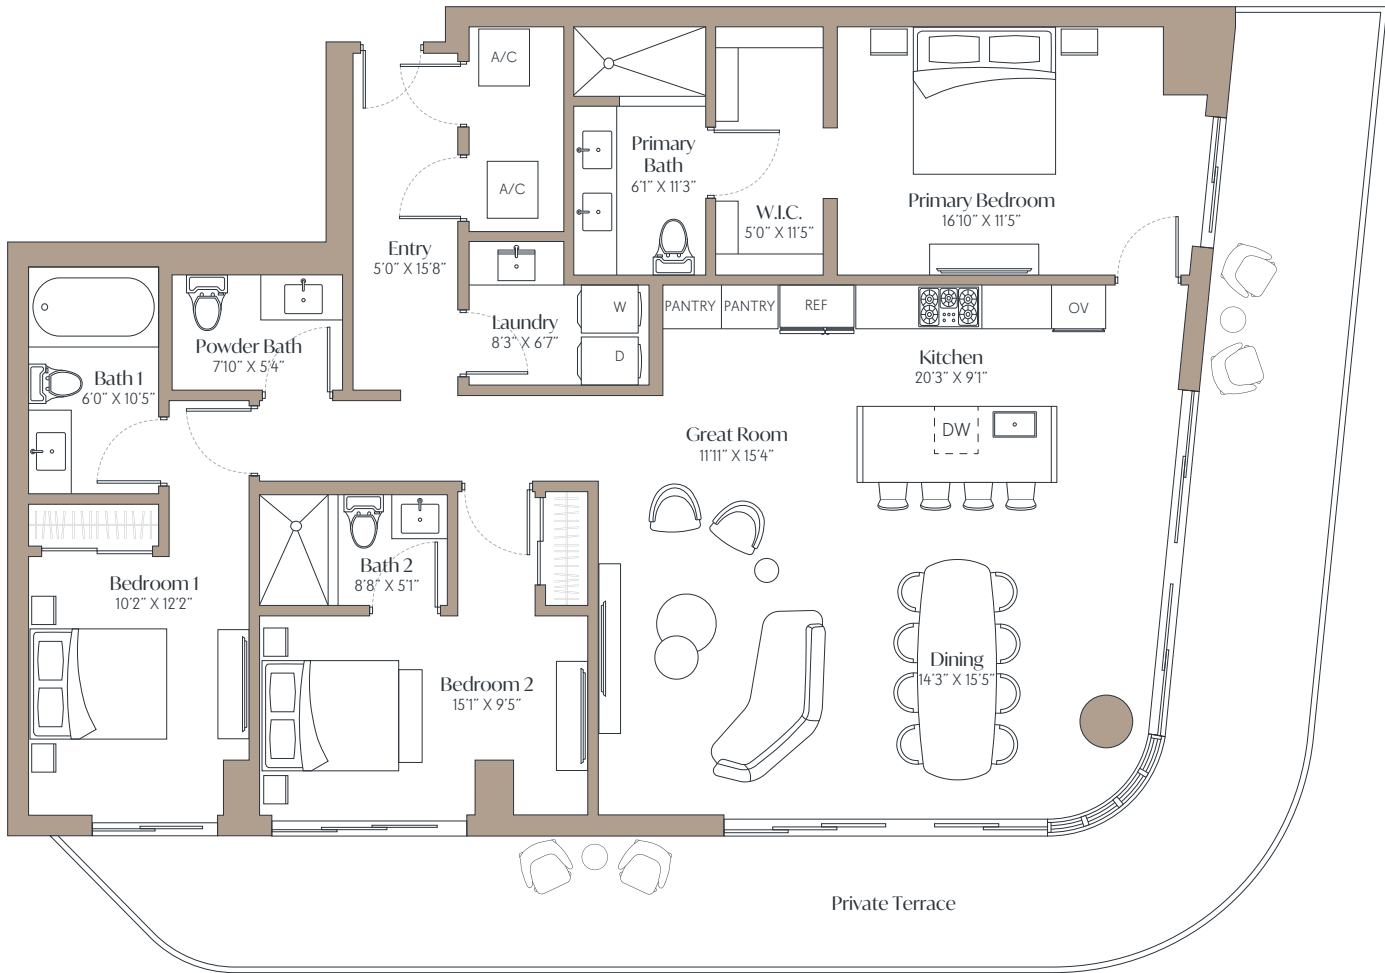 A/C
A/C
Primary
Bath
6'1" X 11'3"
W.I.C.
5'0" X 11'5"
Primary Bedroom
16'10" X 11'5"
Entry
5'0" X 15'8"
Powder Bath
7'10" X 5'4"
Bath 1
6'0" X 10'5"
Laundry
8'3" X 6'7"
W
D
PANTRY
PANTRY
REF
OV
Kitchen
20'3" X 9'1"
DW
Great Room
11'11" X 15'4"
Bedroom 1
10'2" X 12'2"
Bath 2
8'8" X 5'1"
Bedroom 2
15'1" X 9'5"
Dining
14'3" X 15'5"
Private Terrace